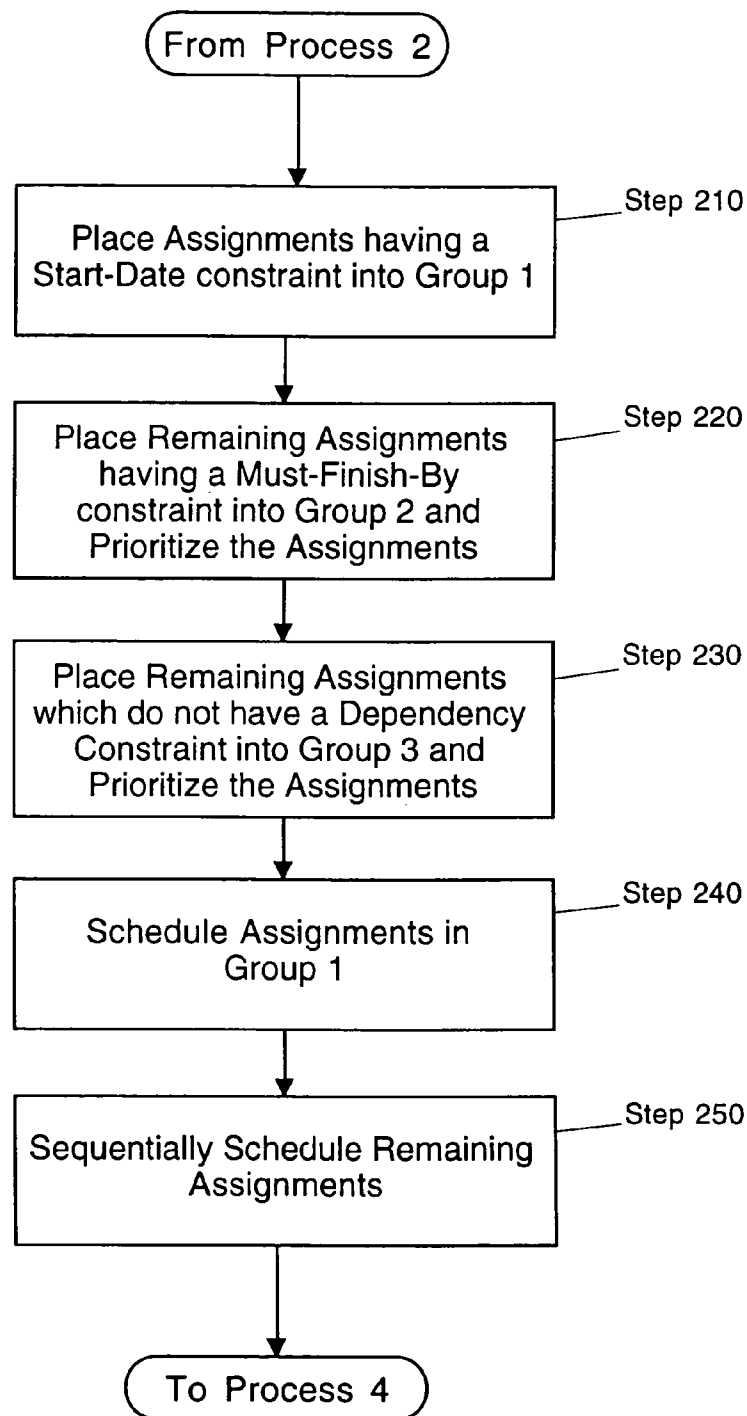 From Process 2
Step 210
Place Assignments having a
Start-Date constraint into Group 1
Step 220
Place Remaining Assignments
having a Must-Finish-By
constraint into Group 2 and
Prioritize the Assignments
Step 230
Place Remaining Assignments
which do not have a Dependency
Constraint into Group 3 and
Prioritize the Assignments
Step 240
Schedule Assignments in
Group 1
Step 250
Sequentially Schedule Remaining
Assignments
To Process 4